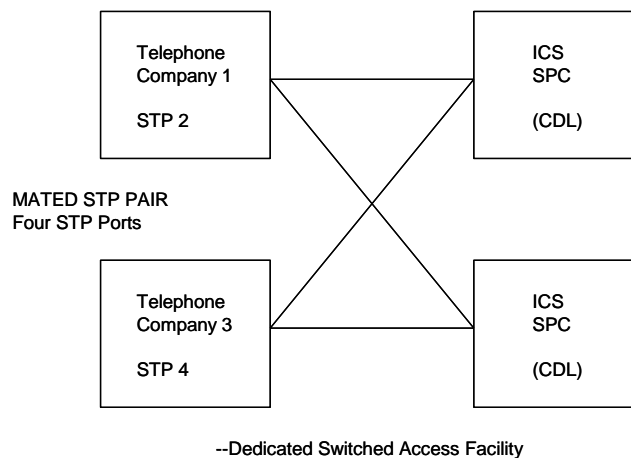 Telephone
Company 1
STP 2
ICS
SPC
(CDL)
MATED STP PAIR
Four STP Ports
Telephone
Company 3
STP 4
ICS
SPC
(CDL)
--Dedicated Switched Access Facility